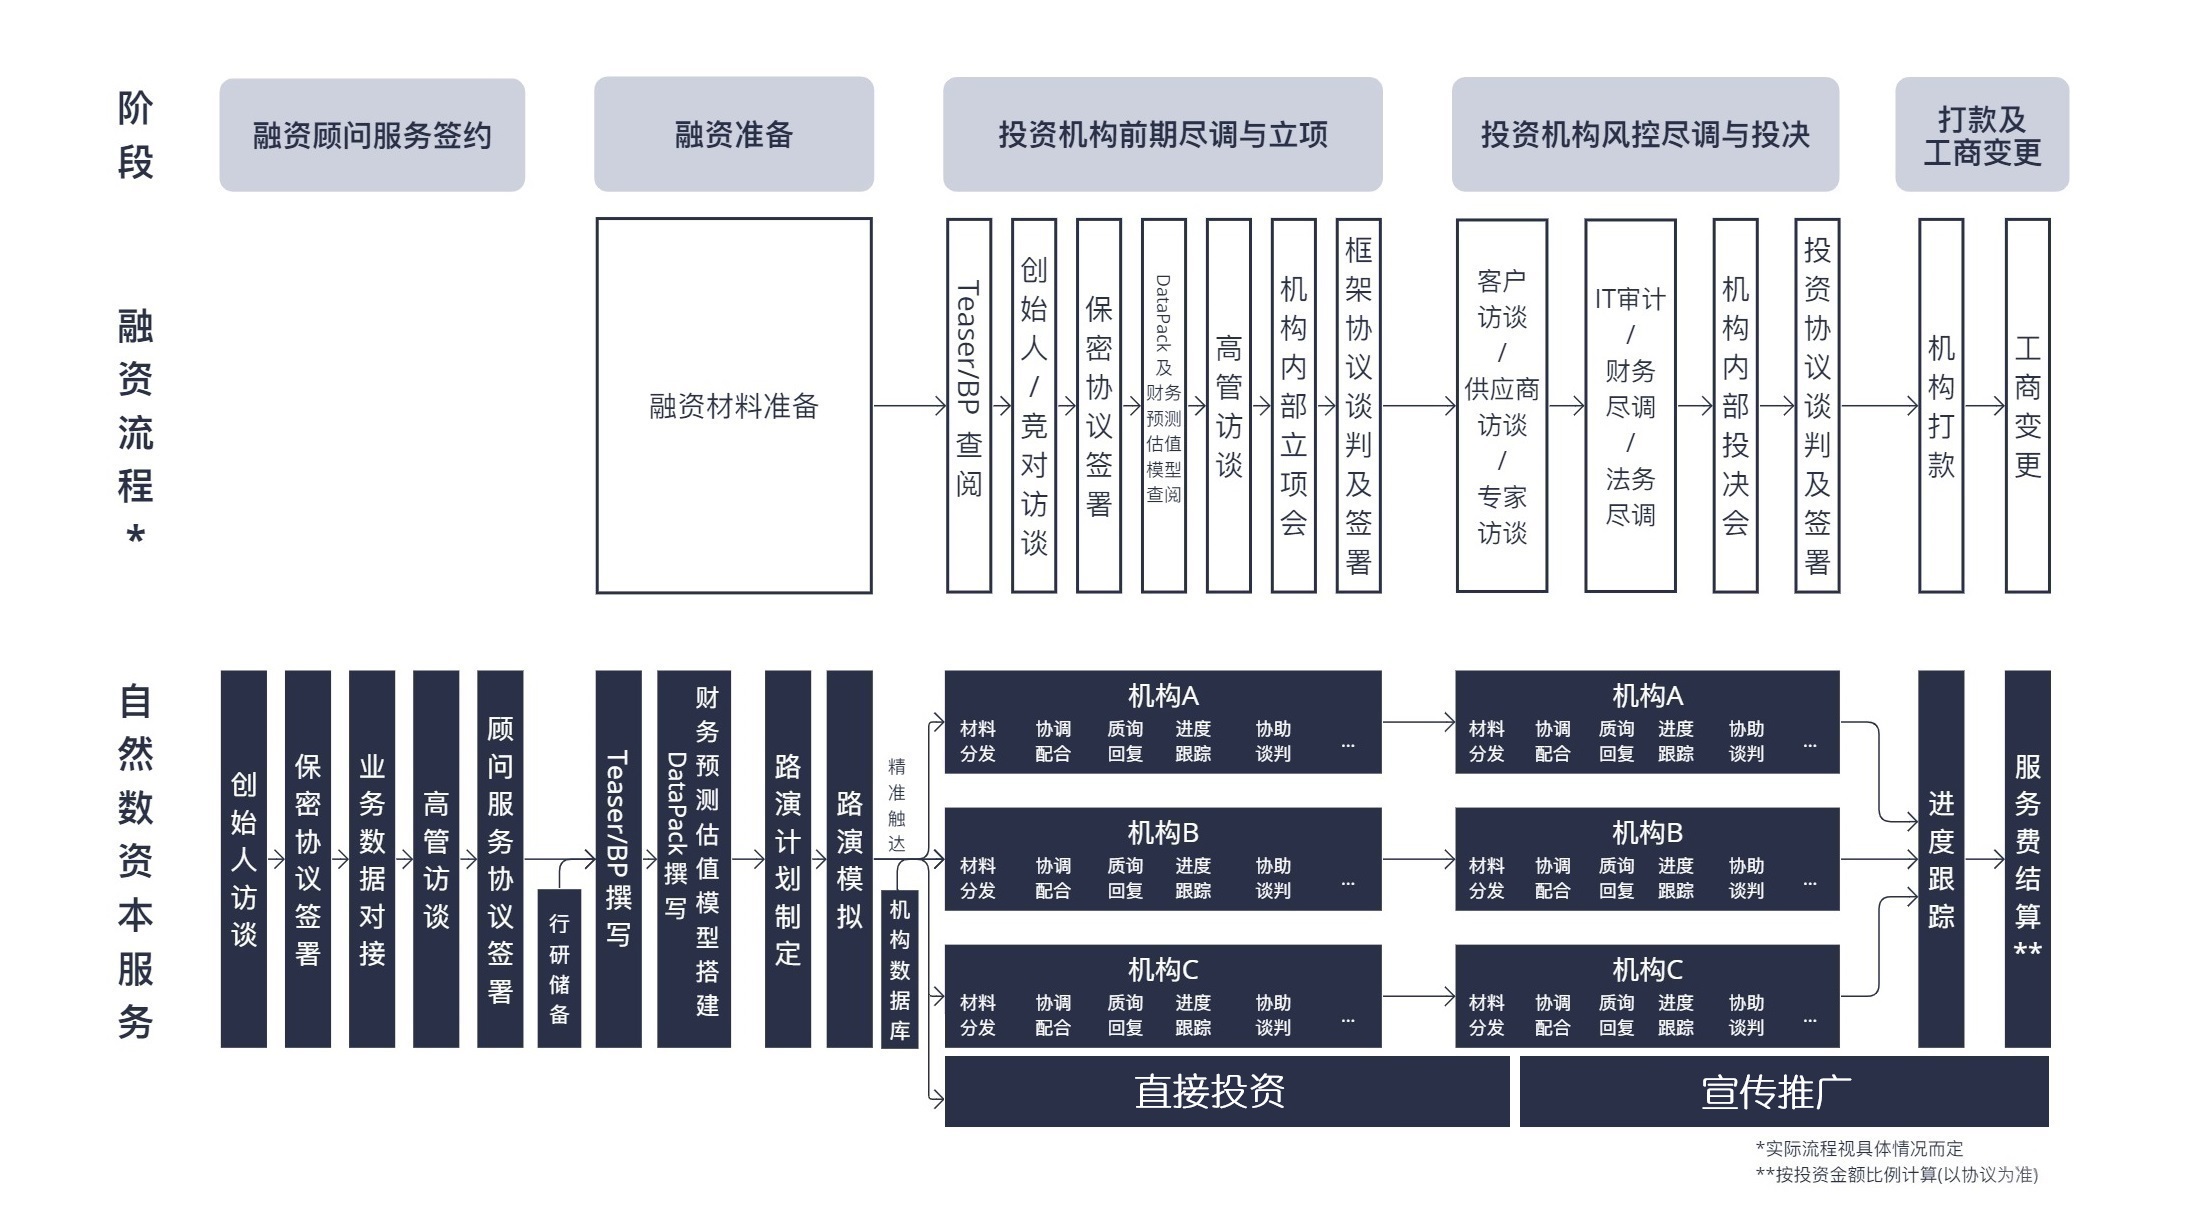 阶段
融资顾问服务签约
融资准备
投资机构前期尽调与立项
投资机构风控尽调与投决
打款及
工商变更
融资流程*
融资材料准备
Teaser/BP 查阅
创始人/竞对访谈
保密协议签署
DataPack 及
财务
预测
估值
模型
查阅
高管访谈
机构内部立项会
框架协议谈判及签署
客户
访谈
/
供应商
访谈
/
专家
访谈
IT审计
/
财务
尽调
/
法务
尽调
机构内部投决会
投资协议谈判及签署
机构打款
工商变更
自然数资本服务
创始人访谈
保密协议签署
业务数据对接
高管访谈
顾问服务协议签署
行研储备
Teaser/BP 撰写
财务预测估值模型搭建
DataPack 撰写
路演计划制定
路演模拟
精准触达
机构数据库
机构A
材料 协调 质询 进度 协助
分发 配合 回复 跟踪 谈判 ...
机构B
材料 协调 质询 进度 协助
分发 配合 回复 跟踪 谈判 ...
机构C
材料 协调 质询 进度 协助
分发 配合 回复 跟踪 谈判 ...
机构A
材料 协调 质询 进度 协助
分发 配合 回复 跟踪 谈判 ...
机构B
材料 协调 质询 进度 协助
分发 配合 回复 跟踪 谈判 ...
机构C
材料 协调 质询 进度 协助
分发 配合 回复 跟踪 谈判 ...
进度跟踪
服务费结算**
直接投资
宣传推广
*实际流程视具体情况而定
**按投资金额比例计算(以协议为准)